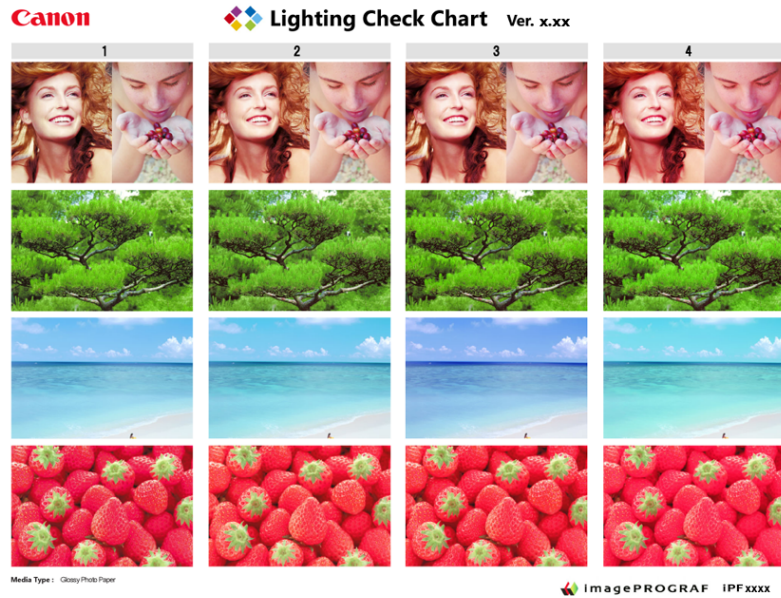 Canon
Lighting Check Chart Ver. x.xx
1 2 3 4
Media Type : Glossy Photo Paper
imagePROGRAF iPFxxxx